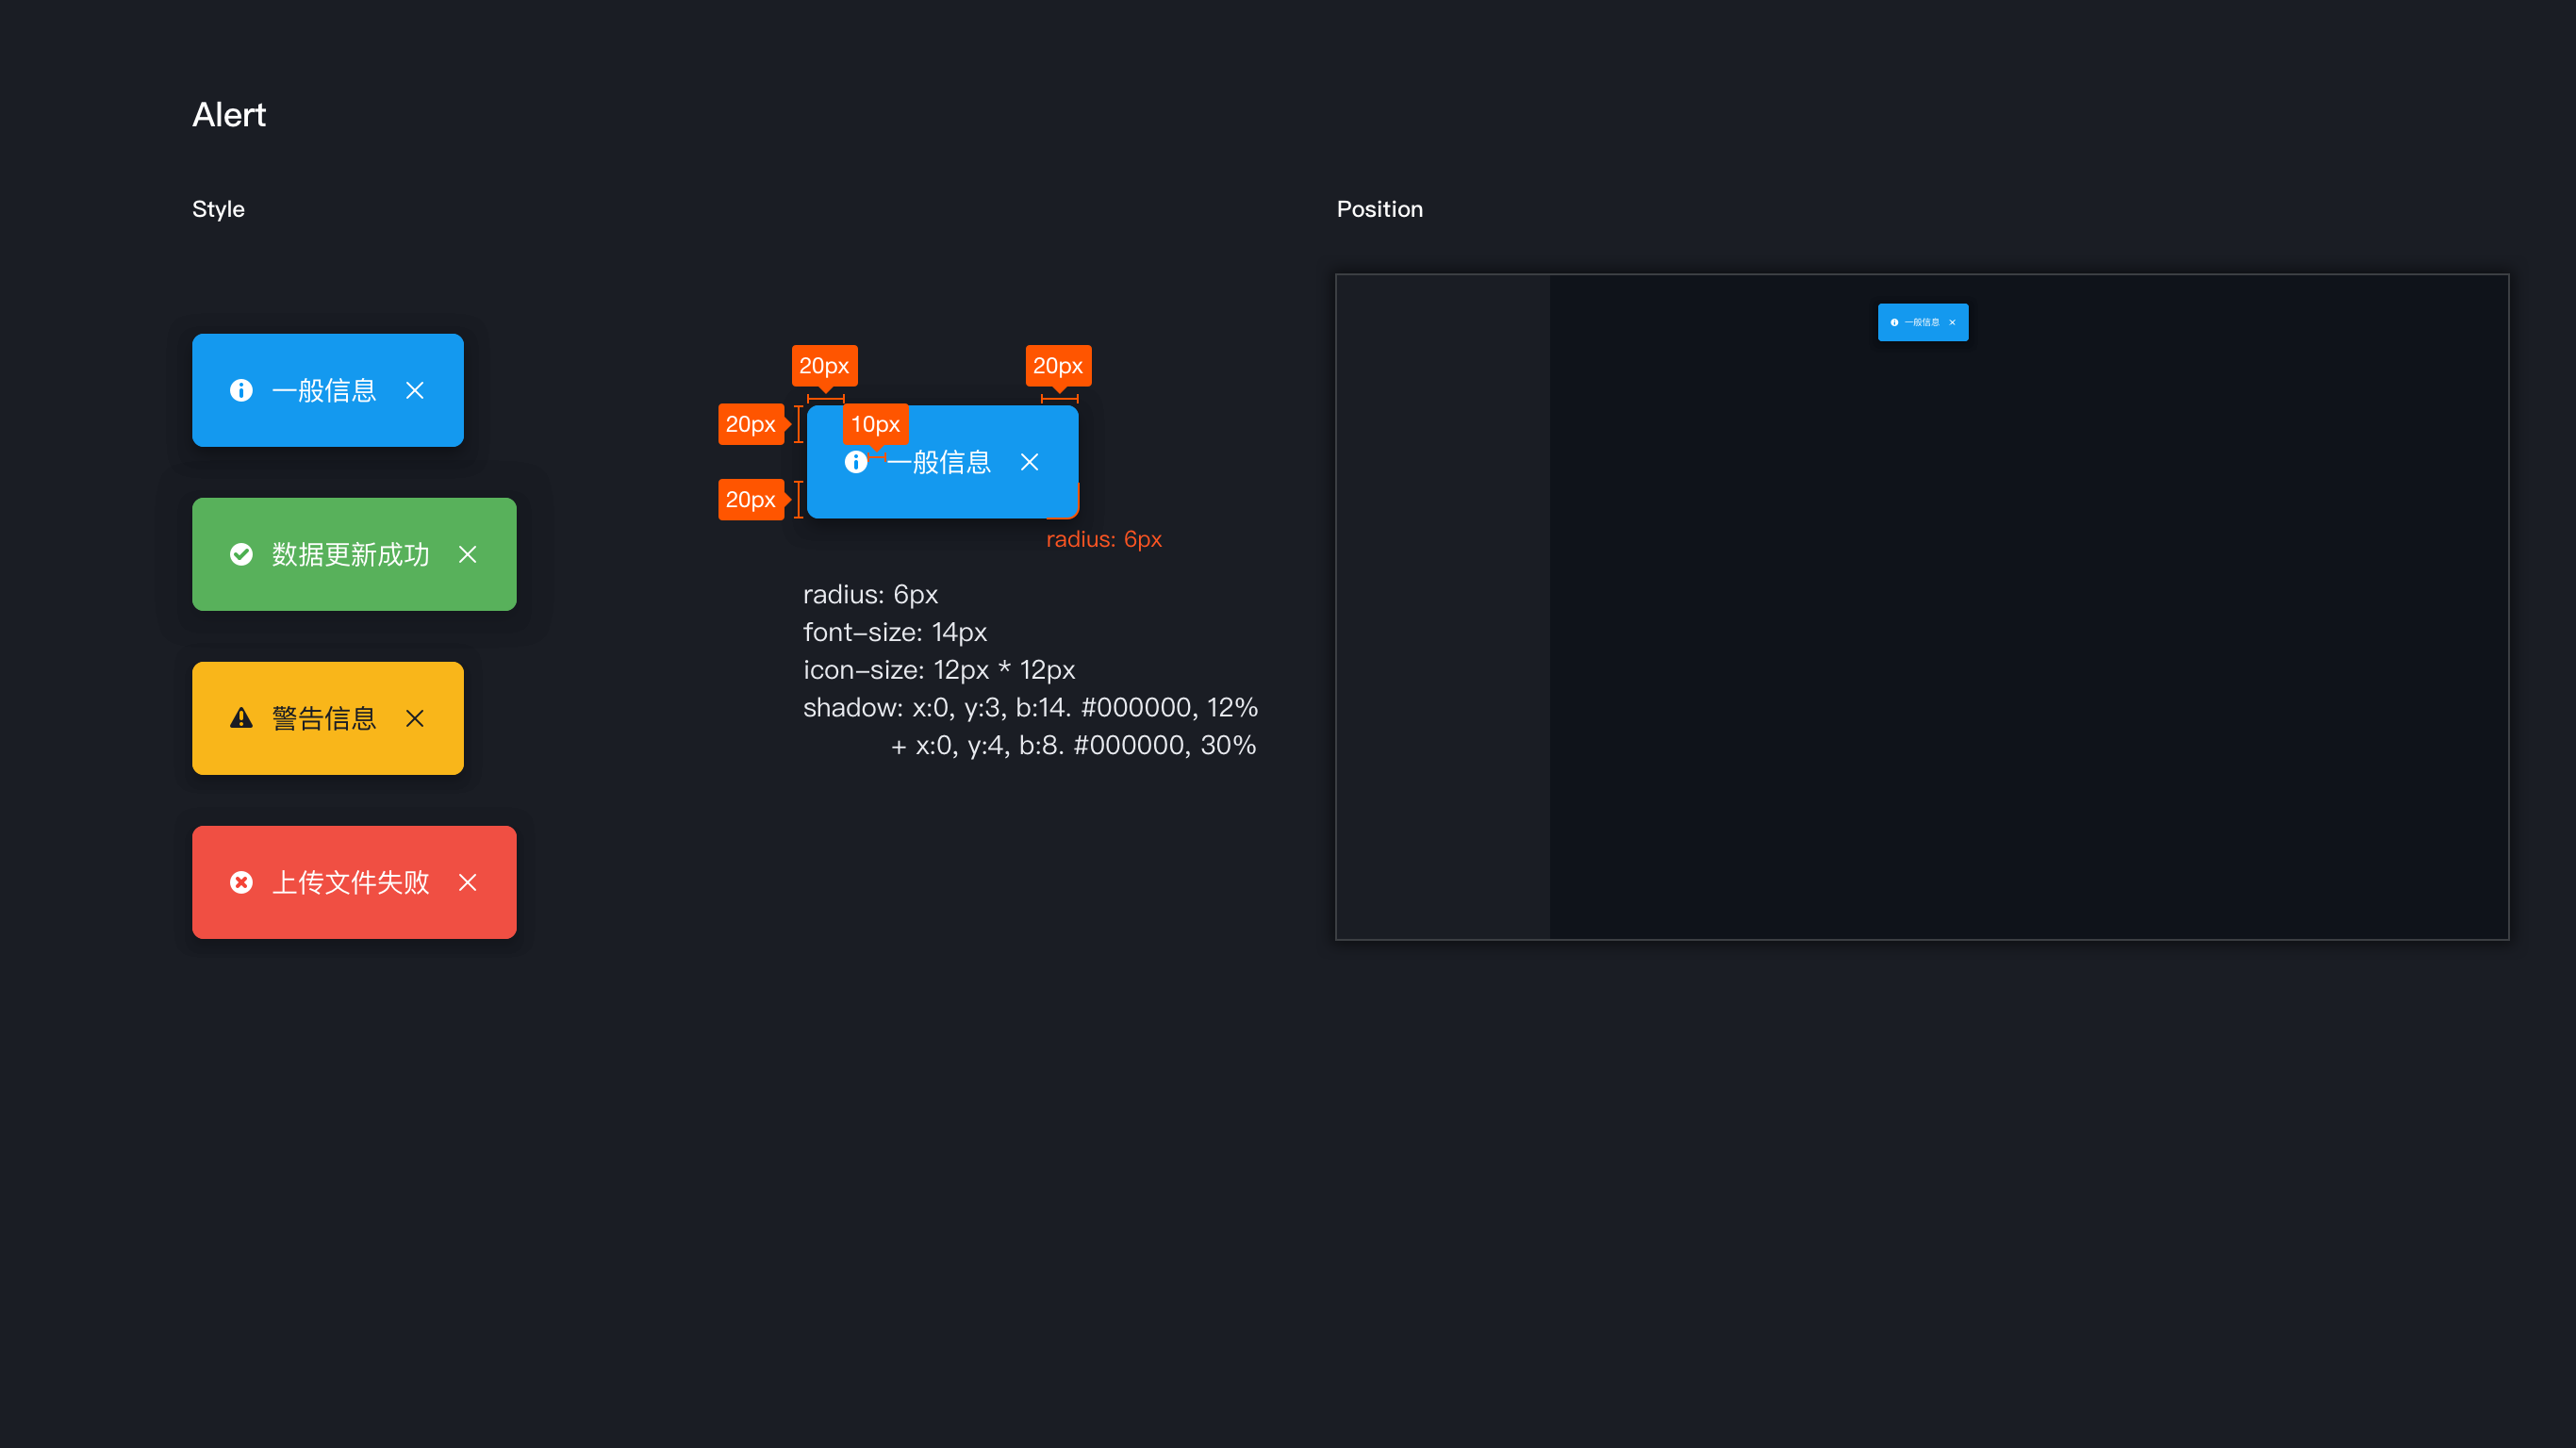 Alert
Style
一般信息
数据更新成功
警告信息
上传文件失败
20px
20px
20px
10px
一般信息
20px
radius: 6px
radius: 6px
font-size: 14px
icon-size: 12px * 12px
shadow: x:0, y:3, b:14. #000000, 12%
+ x:0, y:4, b:8. #000000, 30%
Position
一般信息